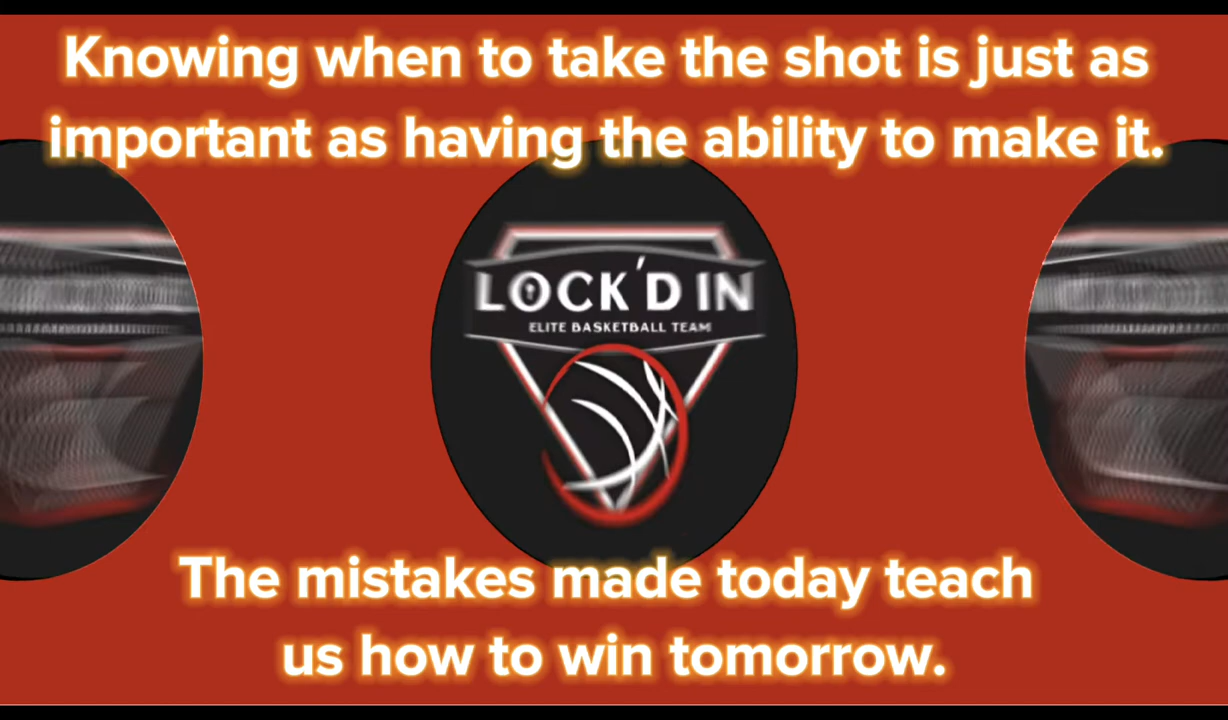 Knowing when to take the shot is just as
important as having the ability to make it.
LOCK'D IN
ELITE BASKETBALL TEAM
The mistakes made today teach
us how to win tomorrow.